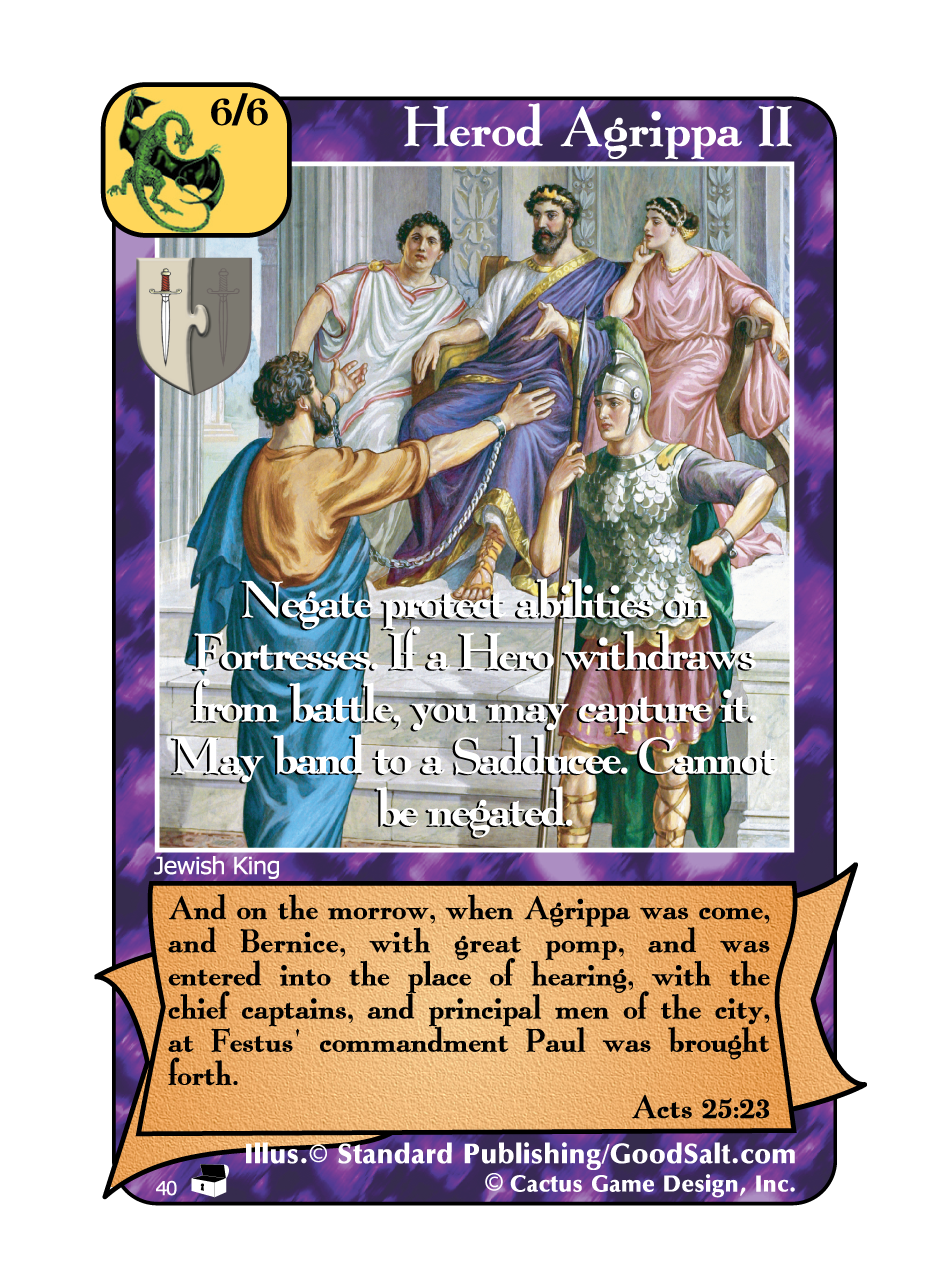 6/6
Herod Agrippa II
Negate protect abilities on
Fortresses. If a Hero withdraws
from battle, you may capture it.
May band to a Sadducee. Cannot
be negated.
Jewish King
And on the morrow, when Agrippa was come,
and Bernice, with great pomp, and was
entered into the place of hearing, with the
chief captains, and principal men of the city,
at Festus' commandment Paul was brought
forth.
Acts 25:23
Illus.© Standard Publishing/GoodSalt.com
40
© Cactus Game Design, Inc.